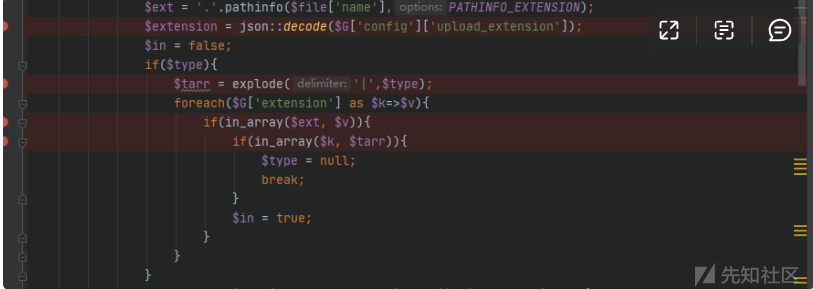 $ext = '.'.pathinfo($file['name'], options: PATHINFO_EXTENSION);
$extension = json::decode($G['config']['upload_extension']);
$in = false;
if($type){
$tarr = explode( delimiter: '|',$type);
foreach($G['extension'] as $k=>$v){
if(in_array($ext, $v)){
if(in_array($k, $tarr)){
$type = null;
break;
}
$in = true;
}
}
}
先知社区